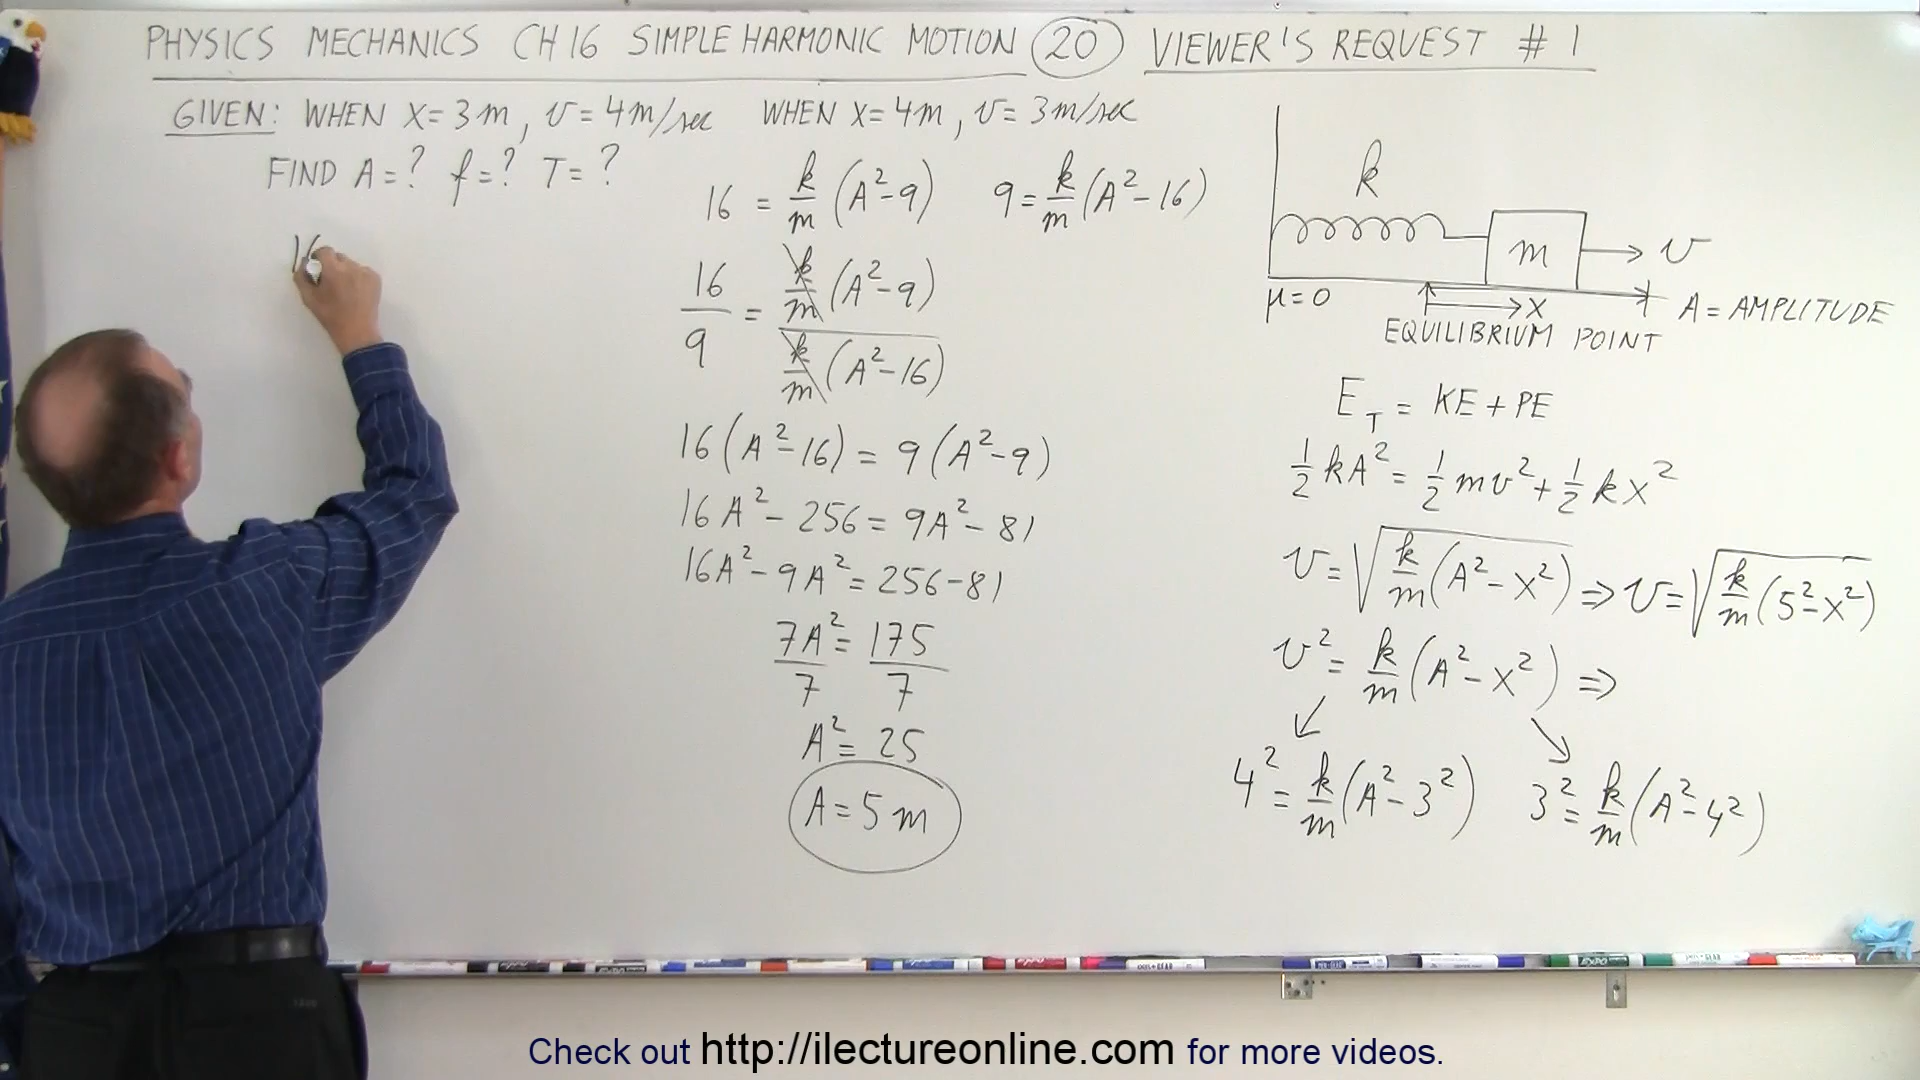 PHYSICS MECHANICS CH 16 SIMPLE HARMONIC MOTION 20 VIEWER'S REQUEST # 1
GIVEN: WHEN X = 3 m, v = 4 m/sec WHEN X = 4 m, v = 3 m/sec
FIND A = ? f = ? T = ?
16
16 = k/m (A² - 9) 9 = k/m (A² - 16)
16/9 = k/m (A² - 9) / k/m (A² - 16)
16 (A² - 16) = 9 (A² - 9)
16A² - 256 = 9A² - 81
16A² - 9A² = 256 - 81
7A²/7 = 175/7
A² = 25
A = 5 m
k
m
v
μ = 0
X
A = AMPLITUDE
EQUILIBRIUM POINT
E_T = KE + PE
1/2 kA² = 1/2 mv² + 1/2 kx²
v = √(k/m (A² - x²)) ⇒ v = √(k/m (5² - x²))
v² = k/m (A² - x²) ⇒
4² = k/m (A² - 3²) 3² = k/m (A² - 4²)
Check out http://ilectureonline.com for more videos.